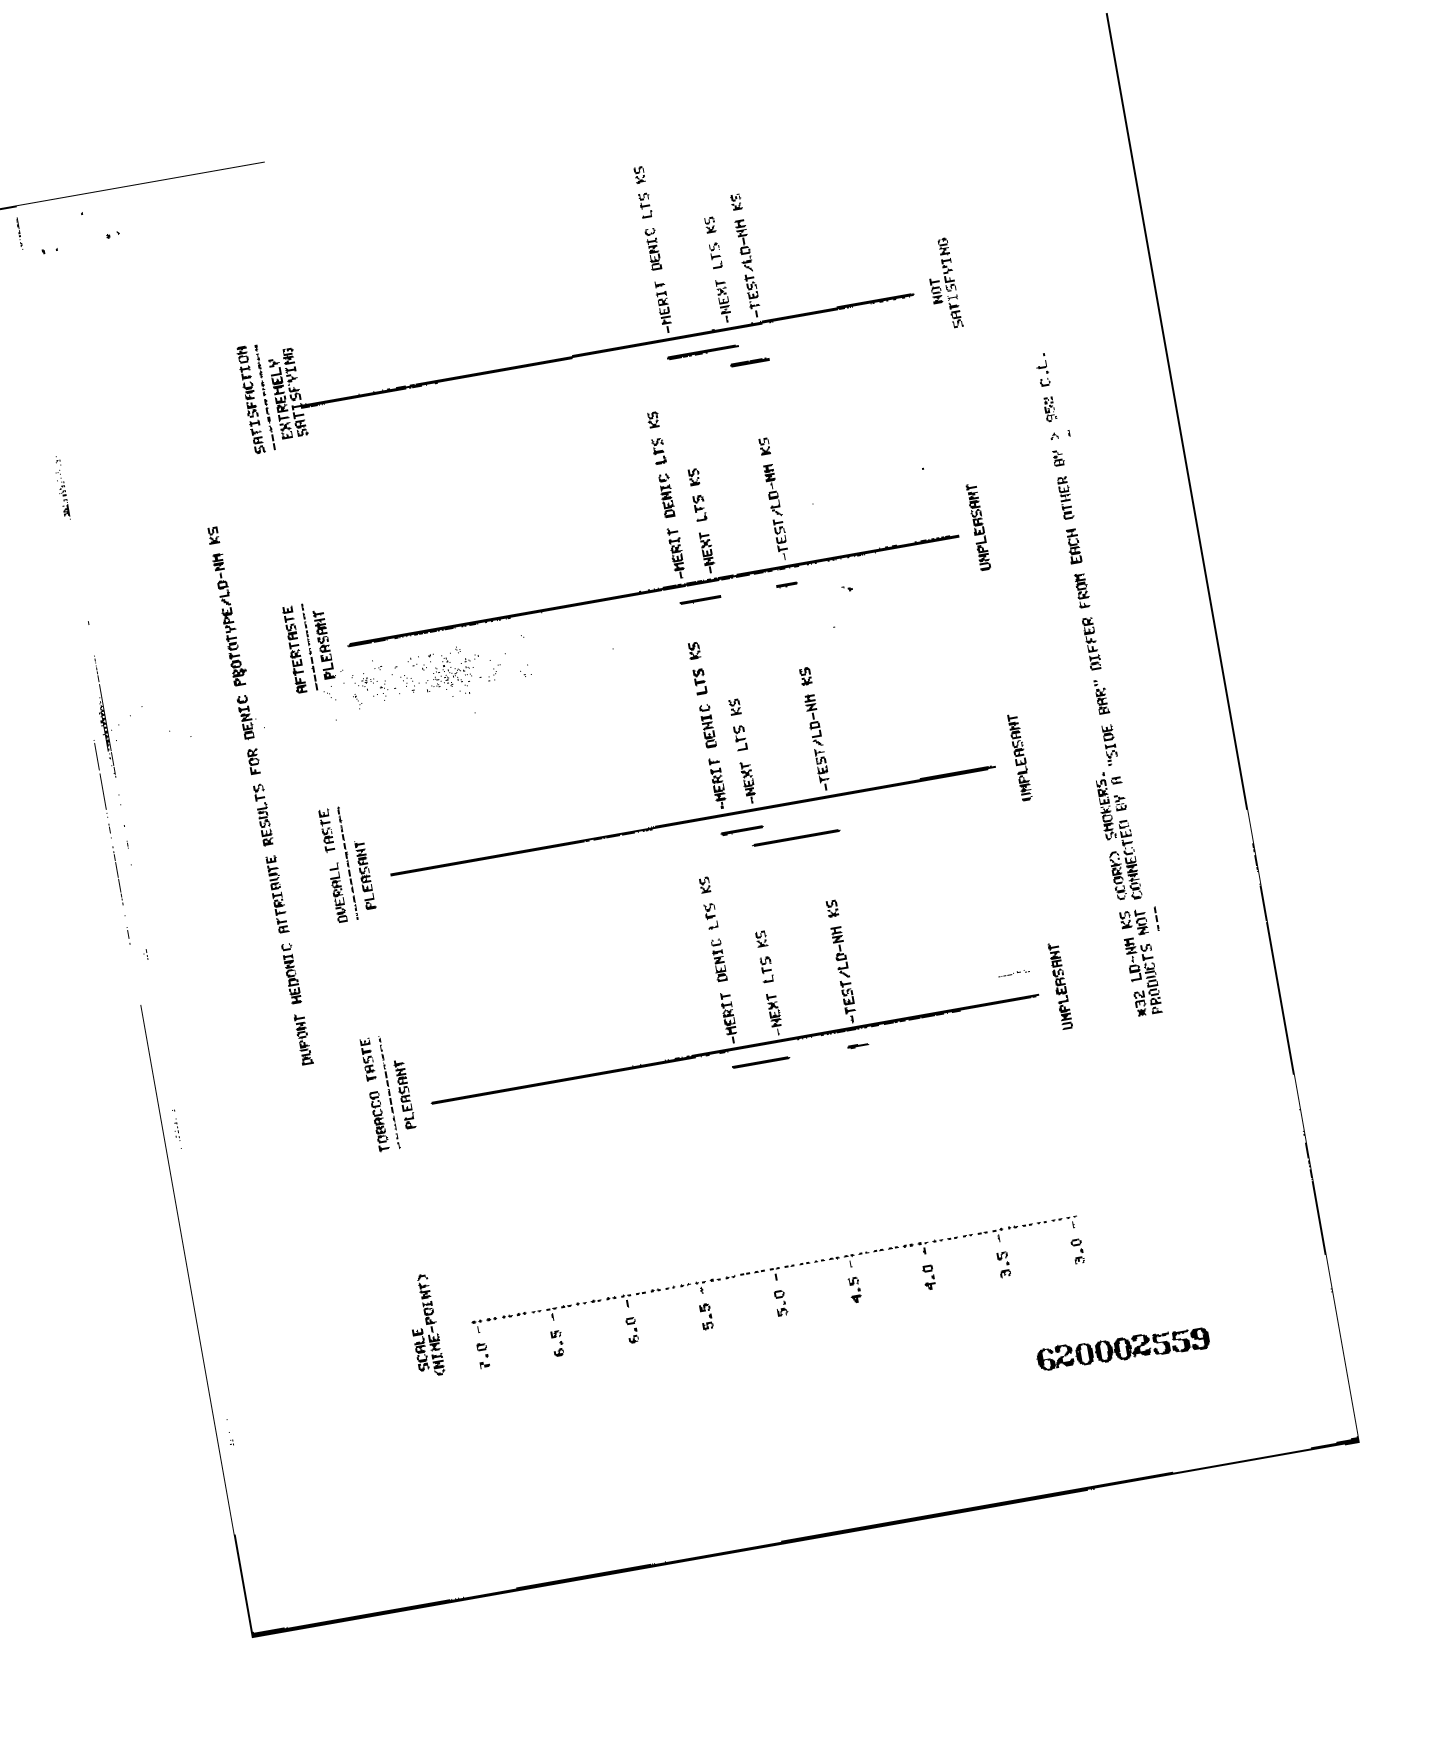 DUPONT HEDONIC ATTRIBUTE RESULTS FOR DENIC PROTOTYPE/LD-NM KS
SCALE
(NINE-POINT)
7.0
6.5
6.0
5.5
5.0
4.5
4.0
3.5
3.0
TOBACCO TASTE
PLEASANT
-MERIT DENIC LTS KS
-NEXT LTS KS
-TEST/LD-NM KS
UNPLEASANT
OVERALL TASTE
PLEASANT
-MERIT DENIC LTS KS
-NEXT LTS KS
-TEST/LD-NM KS
UNPLEASANT
AFTERTASTE
PLEASANT
-MERIT DENIC LTS KS
-NEXT LTS KS
-TEST/LD-NM KS
UNPLEASANT
SATISFACTION
EXTREMELY
SATISFYING
-MERIT DENIC LTS KS
-NEXT LTS KS
-TEST/LD-NM KS
NOT
SATISFYING
*32 LD-NM KS (CORK) SMOKERS.
PRODUCTS NOT CONNECTED BY A "SIDE BAR" DIFFER FROM EACH OTHER BY > 95% C.L.
620002559